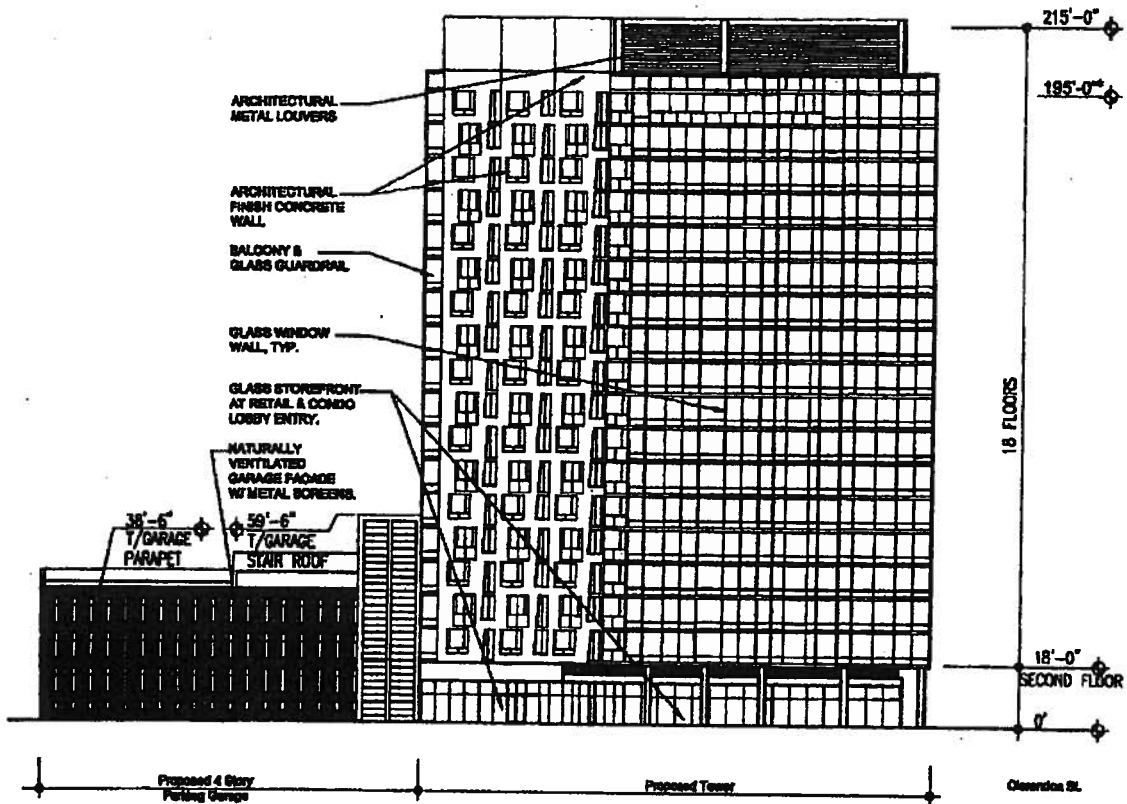 215'-0"
195'-0"±
ARCHITECTURAL
METAL LOUVERS
ARCHITECTURAL
FINISH CONCRETE
WALL
BALCONY &
GLASS GUARDRAIL
GLASS WINDOW
WALL, TYP.
GLASS STOREFRONT
AT RETAIL & CONDO
LOBBY ENTRY.
NATURALLY
VENTILATED
GARAGE FACADE
W/ METAL SCREENS.
38'-6"
T/GARAGE
PARAPET
59'-6"
T/GARAGE
STAIR ROOF
18 FLOORS
18'-0"
SECOND FLOOR
0'
Proposed 4 Story
Parking Garage
Proposed Tower
Clarendon St.